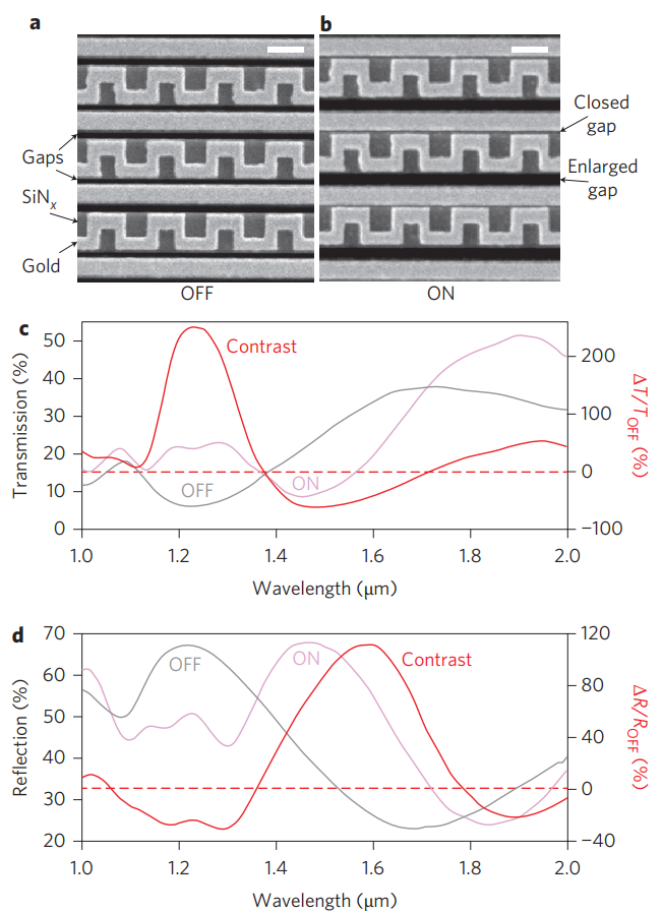 a
b
Gaps
SiNx
Gold
Closed
gap
Enlarged
gap
OFF
ON
c
50
40
30
20
10
0
Transmission (%)
Contrast
OFF
ON
200
100
0
−100
ΔT/TOFF (%)
1.0
1.2
1.4
1.6
1.8
2.0
Wavelength (μm)
d
70
60
50
40
30
20
Reflection (%)
OFF
ON
Contrast
120
80
40
0
−40
ΔR/ROFF (%)
1.0
1.2
1.4
1.6
1.8
2.0
Wavelength (μm)